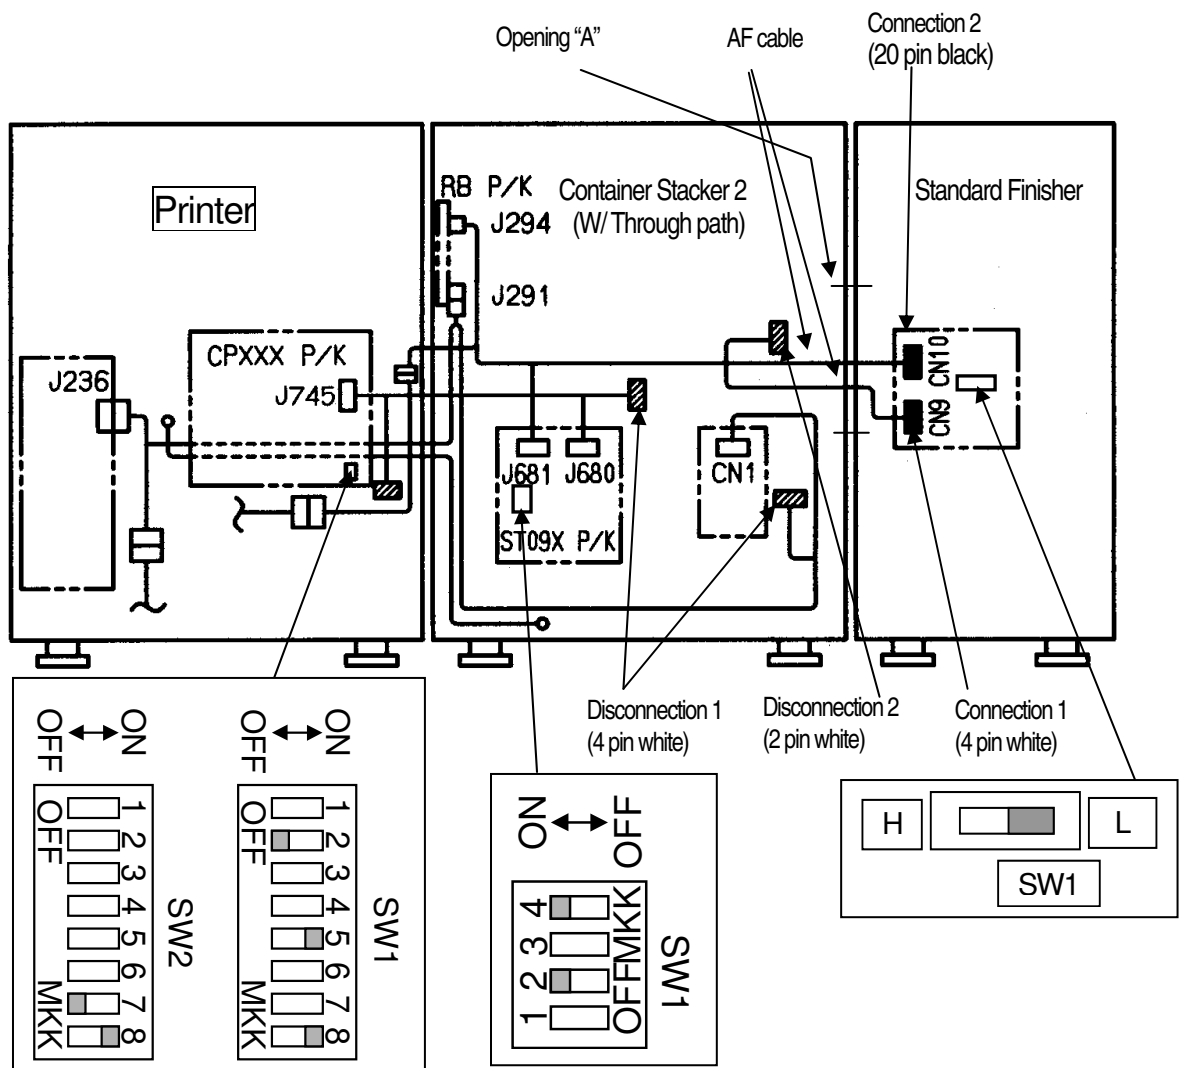 Opening “A”
AF cable
Connection 2
(20 pin black)
Printer
RB P/K
J294
J291
Container Stacker 2
(W/ Through path)
Standard Finisher
CPXXX P/K
J236
J745
J681
J680
ST09X P/K
CN1
CN10
CN9
Disconnection 1
(4 pin white)
Disconnection 2
(2 pin white)
Connection 1
(4 pin white)
OFF ON
OFF
1
2
3
4
5
6
7
8
MKK
SW2
OFF ON
OFF
1
2
3
4
5
6
7
8
MKK
SW1
ON OFF
4
3
2
1
OFFMKK
SW1
H
L
SW1